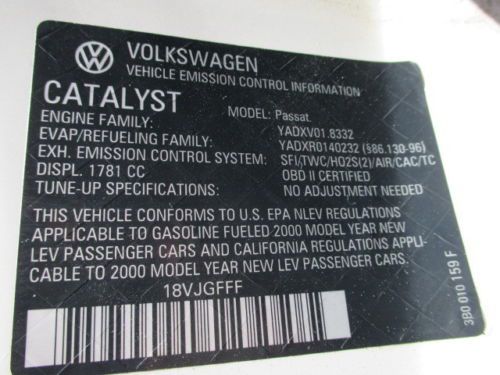 VOLKSWAGEN
VEHICLE EMISSION CONTROL INFORMATION
CATALYST MODEL: Passat.
ENGINE FAMILY: YADXV01.8332
EVAP/REFUELING FAMILY: YADXR0140232 (§86.130-96)
EXH. EMISSION CONTROL SYSTEM: SFI/TWC/HO2S(2)/AIR/CAC/TC
DISPL. 1781 CC OBD II CERTIFIED
TUNE-UP SPECIFICATIONS: NO ADJUSTMENT NEEDED
THIS VEHICLE CONFORMS TO U.S. EPA NLEV REGULATIONS
APPLICABLE TO GASOLINE FUELED 2000 MODEL YEAR NEW
LEV PASSENGER CARS AND CALIFORNIA REGULATIONS APPLI-
CABLE TO 2000 MODEL YEAR NEW LEV PASSENGER CARS.
18VJGFFF
3B0 010 159 F